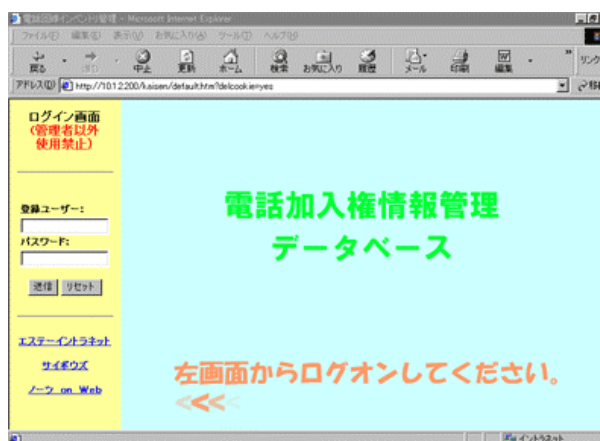 電話回線インベントリ管理 - Microsoft Internet Explorer
ファイル(F) 編集(E) 表示(V) お気に入り(A) ツール(T) ヘルプ(H)
戻る 進む 中止 更新 ホーム 検索 お気に入り 履歴 メール 印刷 編集 » リンク
アドレス(D) http://10.1.2.200/kaisen/default.htm?delcookie=yes
ログイン画面
(管理者以外
使用禁止)
登録ユーザー:
パスワード:
送信 リセット
エステーイントラネット
サイボウズ
ノーツ on Web
電話加入権情報管理
データベース
左画面からログオンしてください。
<<<<
イントラネット